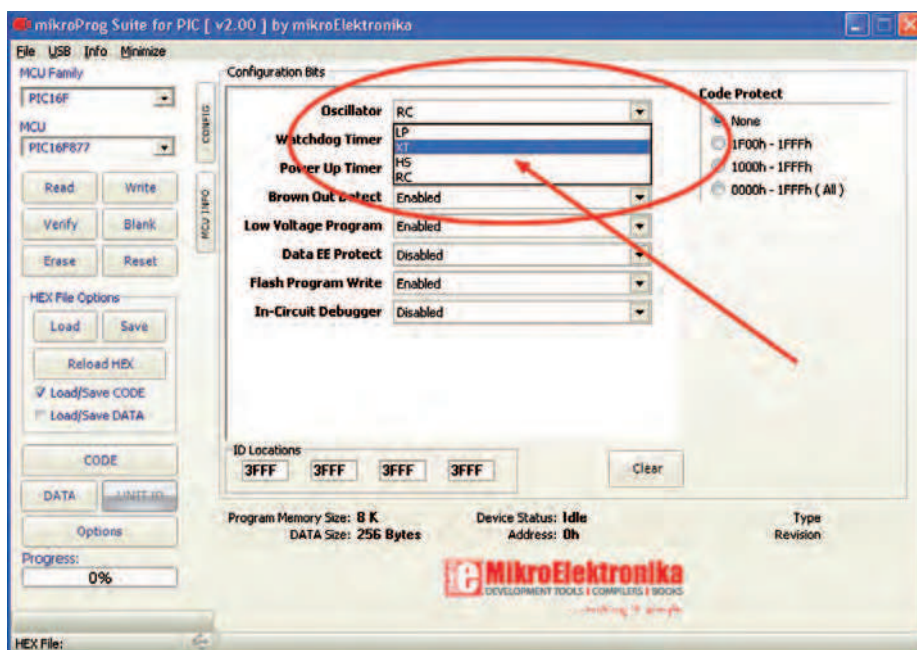 mikroProg Suite for PIC [ v2.00 ] by mikroElektronika
File USB Info Minimize
MCU Family
PIC16F
MCU
PIC16F877
Read Write
Verify Blank
Erase Reset
HEX File Options
Load Save
Reload HEX
Load/Save CODE
Load/Save DATA
CODE
DATA UNIT ID
Options
Progress:
0%
HEX File:
CONFIG
MCU INFO
Configuration Bits
Oscillator RC
LP
XT
HS
RC
Watchdog Timer
Power Up Timer
Brown Out Detect Enabled
Low Voltage Program Enabled
Data EE Protect Disabled
Flash Program Write Enabled
In-Circuit Debugger Disabled
Code Protect
None
1F00h - 1FFFh
1000h - 1FFFh
0000h - 1FFFh ( All )
ID Locations
3FFF 3FFF 3FFF 3FFF
Clear
Program Memory Size: 8 K Device Status: Idle Type
DATA Size: 256 Bytes Address: 0h Revision
MikroElektronika
DEVELOPMENT TOOLS | COMPILERS | BOOKS